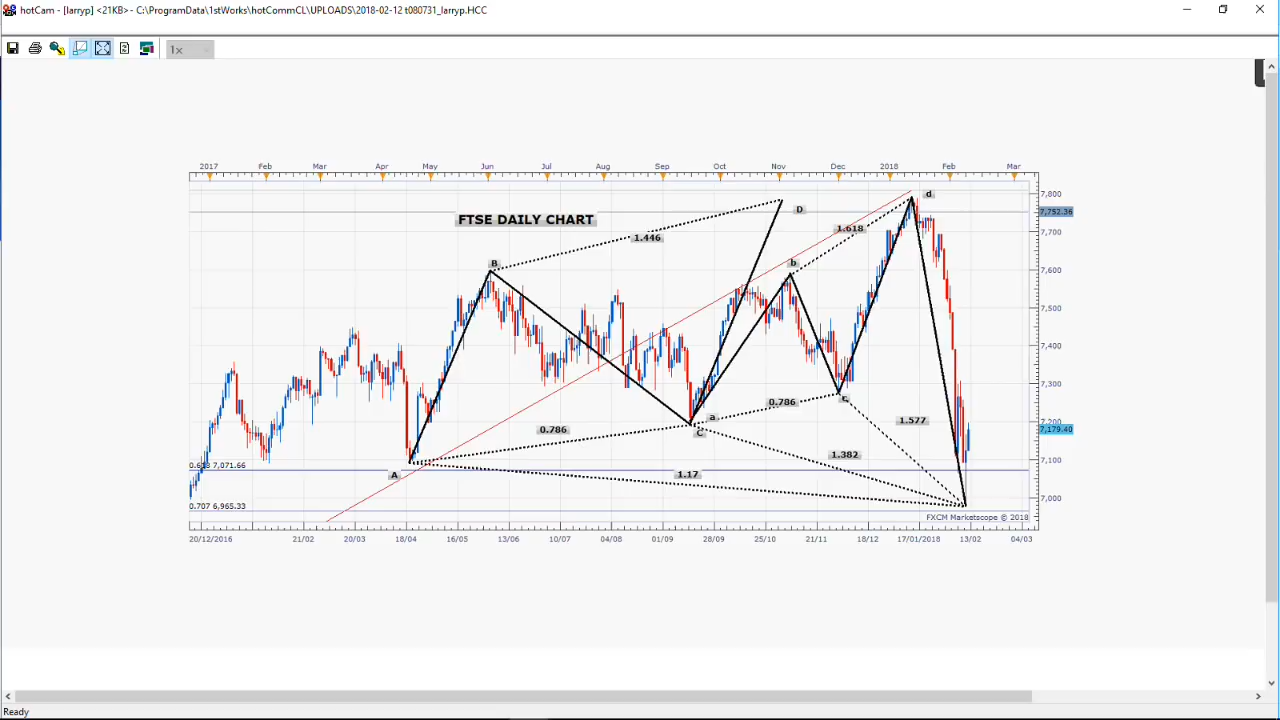 hotCam - [larryp] <21KB> - C:\ProgramData\1stWorks\hotCommCL\UPLOADS\2018-02-12 t080731_larryp.HCC
1x
2017 Feb Mar Apr May Jun Jul Aug Sep Oct Nov Dec 2018 Feb Mar
d
7,800
D
7,752.36
FTSE DAILY CHART
1.618
7,700
1.446
B
b
7,600
7,500
7,400
7,300
0.786
c
a
1.577
7,200
0.786
C
7,179.40
1.382
7,100
0.618 7,071.66
A
1.17
7,000
0.707 6,965.33
FXCM Marketscope © 2018
20/12/2016 21/02 20/03 18/04 16/05 13/06 10/07 04/08 01/09 28/09 25/10 21/11 18/12 17/01/2018 13/02 04/03
Ready